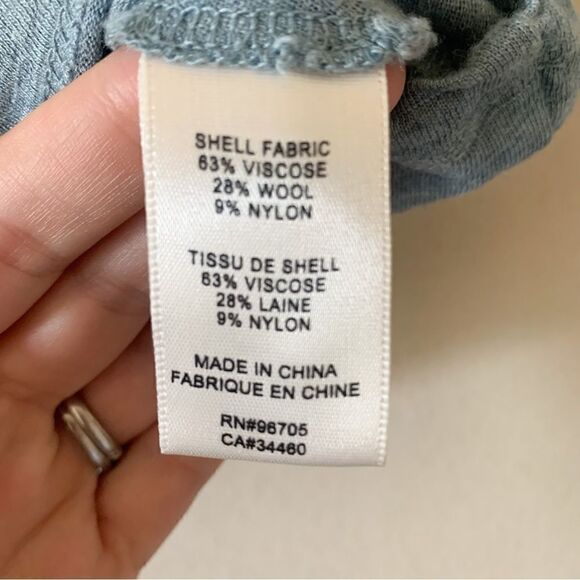 SHELL FABRIC
63% VISCOSE
28% WOOL
9% NYLON
TISSU DE SHELL
63% VISCOSE
28% LAINE
9% NYLON
MADE IN CHINA
FABRIQUE EN CHINE
RN#96705
CA#34460